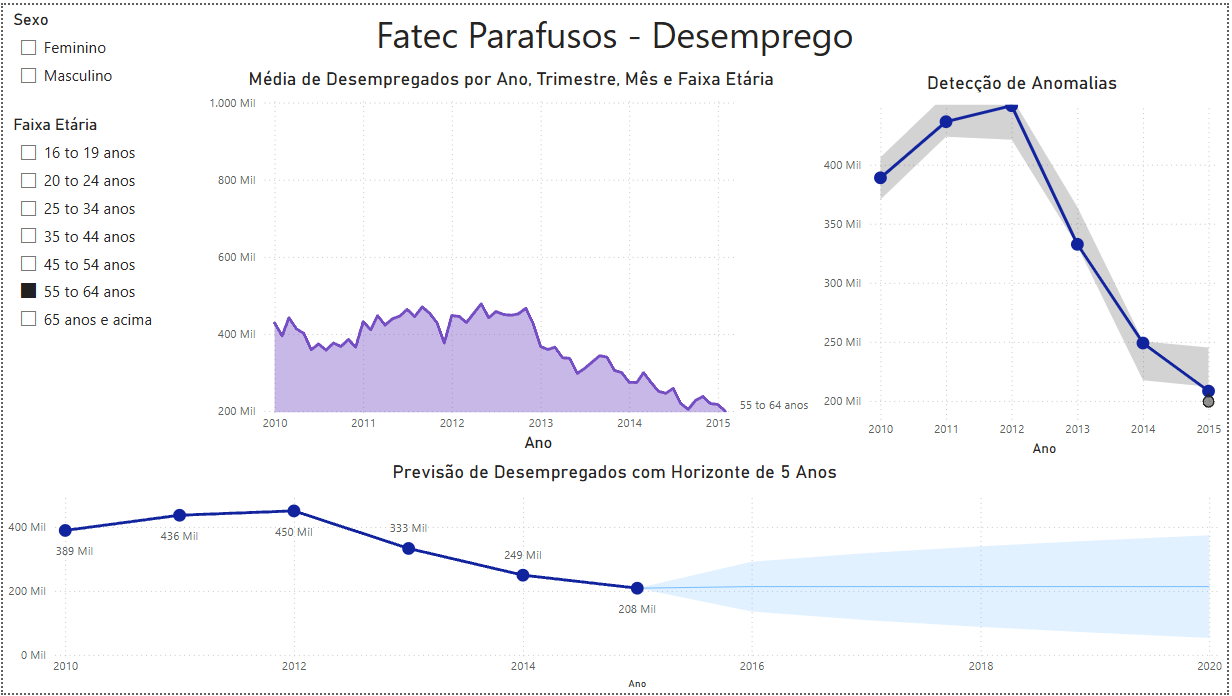 Fatec Parafusos - Desemprego
Sexo
Feminino
Masculino
Faixa Etária
16 to 19 anos
20 to 24 anos
25 to 34 anos
35 to 44 anos
45 to 54 anos
55 to 64 anos
65 anos e acima
Média de Desempregados por Ano, Trimestre, Mês e Faixa Etária
1.000 Mil
800 Mil
600 Mil
400 Mil
200 Mil
55 to 64 anos
2010 2011 2012 2013 2014 2015
Ano
Detecção de Anomalias
400 Mil
350 Mil
300 Mil
250 Mil
200 Mil
2010 2011 2012 2013 2014 2015
Ano
Previsão de Desempregados com Horizonte de 5 Anos
400 Mil
200 Mil
0 Mil
389 Mil
436 Mil
450 Mil
333 Mil
249 Mil
208 Mil
2010 2012 2014 2016 2018 2020
Ano